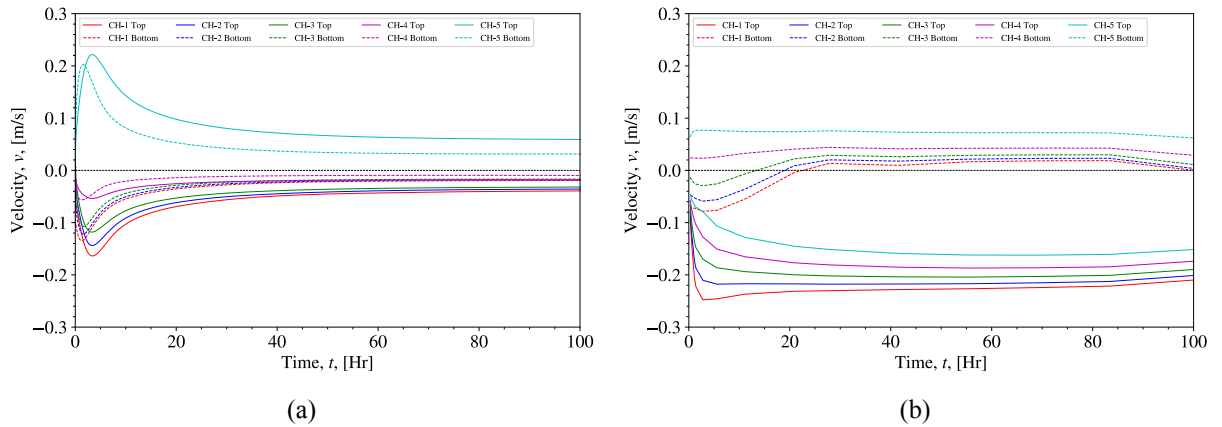 CH-1 Top CH-2 Top CH-3 Top CH-4 Top CH-5 Top
CH-1 Bottom CH-2 Bottom CH-3 Bottom CH-4 Bottom CH-5 Bottom
0.3
0.2
0.1
0.0
−0.1
−0.2
−0.3
Velocity, v, [m/s]
0 20 40 60 80 100
Time, t, [Hr]
(a)
CH-1 Top CH-2 Top CH-3 Top CH-4 Top CH-5 Top
CH-1 Bottom CH-2 Bottom CH-3 Bottom CH-4 Bottom CH-5 Bottom
0.3
0.2
0.1
0.0
−0.1
−0.2
−0.3
Velocity, v, [m/s]
0 20 40 60 80 100
Time, t, [Hr]
(b)